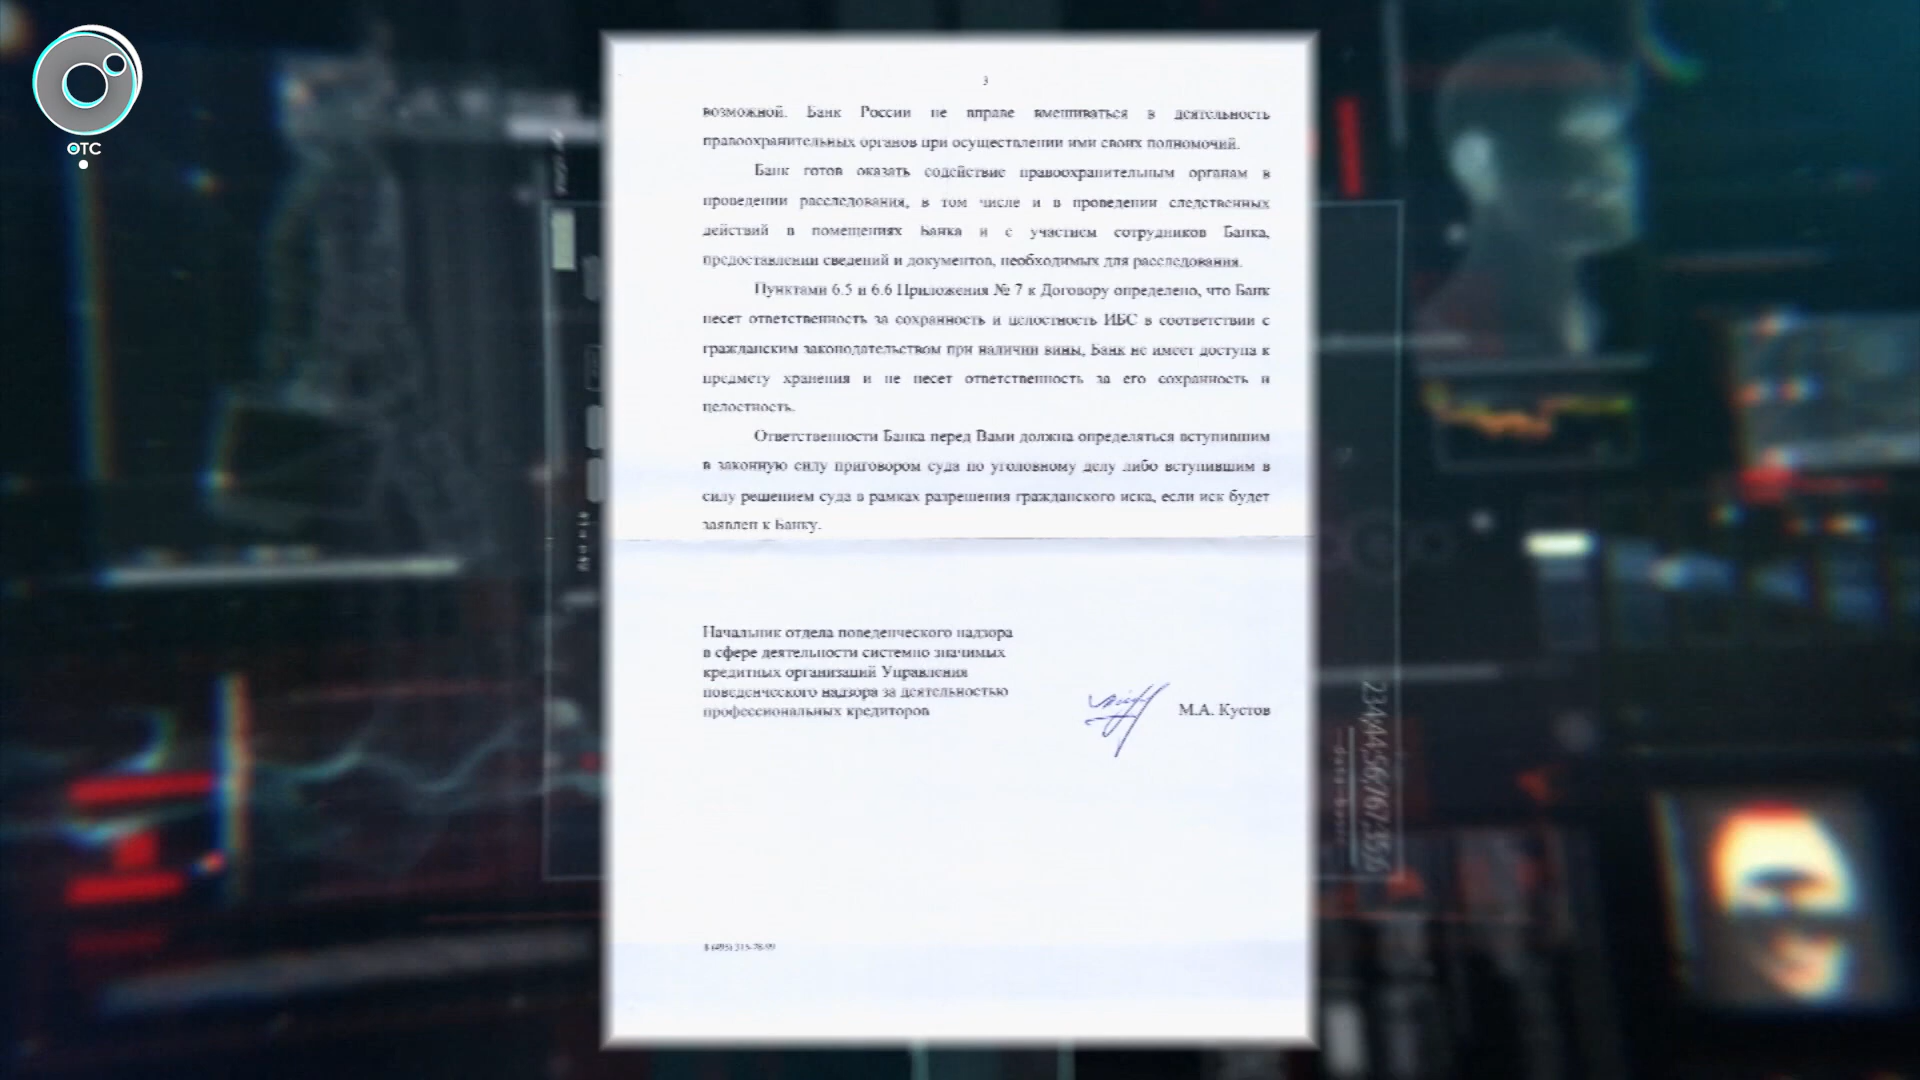 ОТС
3
возможной. Банк России не вправе вмешиваться в деятельность
правоохранительных органов при осуществлении ими своих полномочий.
Банк готов оказать содействие правоохранительным органам в
проведении расследования, в том числе и в проведении следственных
действий в помещениях Банка и с участием сотрудников Банка,
предоставлении сведений и документов, необходимых для расследования.
Пунктами 6.5 и 6.6 Приложения № 7 к Договору определено, что Банк
несет ответственность за сохранность и целостность ИБС в соответствии с
гражданским законодательством при наличии вины, Банк не имеет доступа к
предмету хранения и не несет ответственность за его сохранность и
целостность.
Ответственности Банка перед Вами должна определяться вступившим
в законную силу приговором суда по уголовному делу либо вступившим в
силу решением суда в рамках разрешения гражданского иска, если иск будет
заявлен к Банку.
Начальник отдела поведенческого надзора
в сфере деятельности системно значимых
кредитных организаций Управления
поведенческого надзора за деятельностью
профессиональных кредиторов
М.А. Кустов
8 (495) 315-78-99